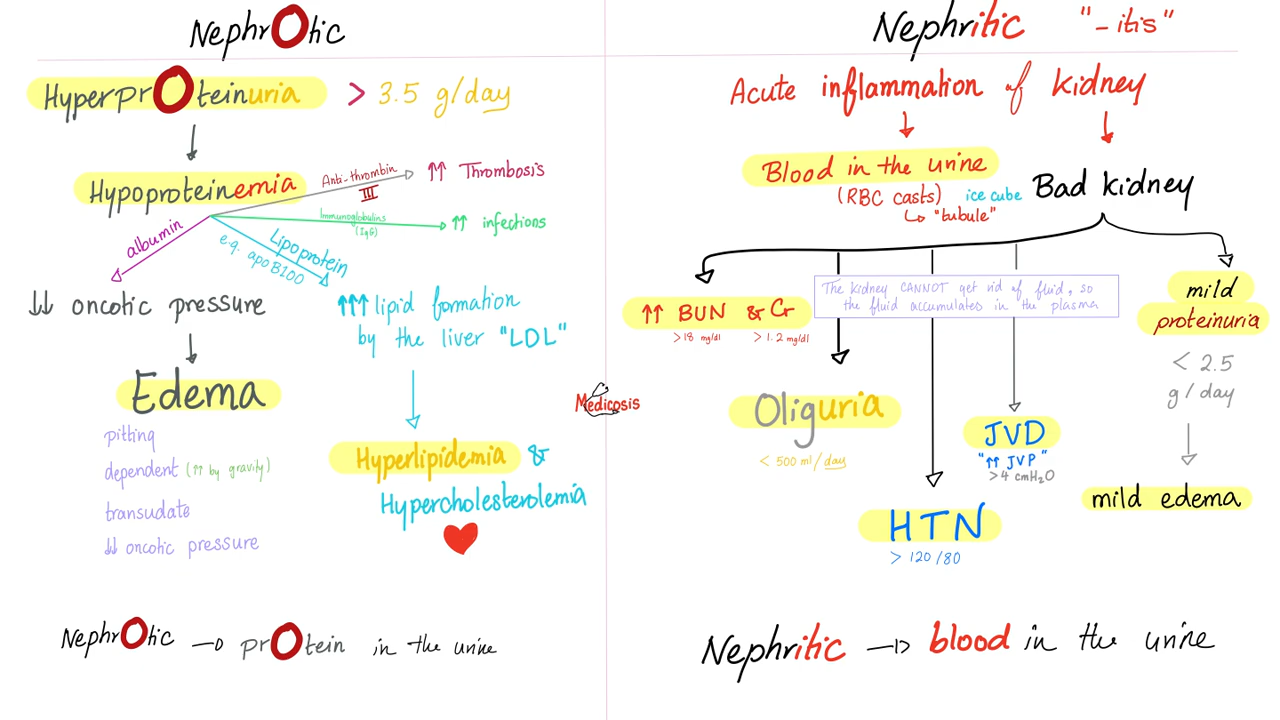 NephrOtic
HyperprOteinuria > 3.5 g/day
Hypoproteinemia
Anti-thrombin
III
↑↑ Thrombosis
Immunoglobulins
(IgG)
↑↑ infections
albumin
Lipoprotein
e.g. apo B100
↓↓ oncotic pressure
↑↑↑ lipid formation
by the liver "LDL"
Edema
pitting
dependent (↑↑ by gravity)
transudate
↓↓ oncotic pressure
Hyperlipidemia &
Hypercholesterolemia
NephrOtic → prOtein in the urine
Medicosis
Nephritic "-itis"
Acute inflammation of kidney
Blood in the urine
(RBC casts) ice cube
↳ "tubule"
Bad kidney
The kidney CANNOT get rid of fluid, so
the fluid accumulates in the plasma
↑↑ BUN & Cr
>18 mg/dl >1.2 mg/dl
Oliguria
< 500 ml/day
HTN
> 120/80
JVD
"↑↑ JVP"
>4 cmH2O
mild
proteinuria
< 2.5
g/day
mild edema
Nephritic → blood in the urine